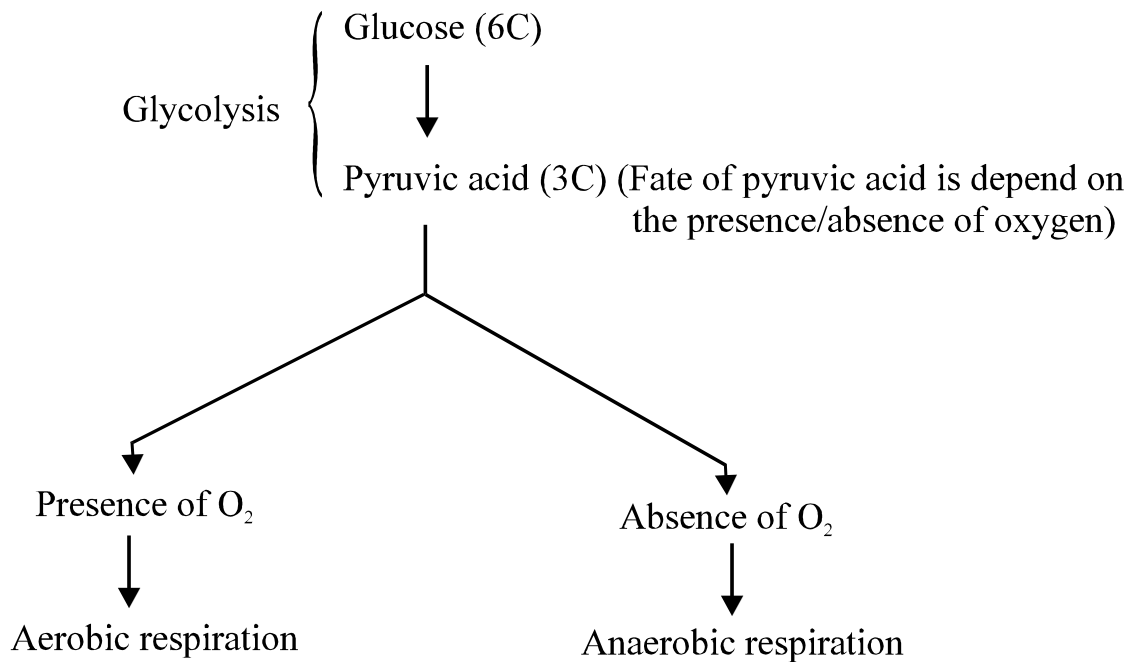 Glucose (6C)
Glycolysis
Pyruvic acid (3C) (Fate of pyruvic acid is depend on
the presence/absence of oxygen)
Presence of O₂
Absence of O₂
Aerobic respiration
Anaerobic respiration